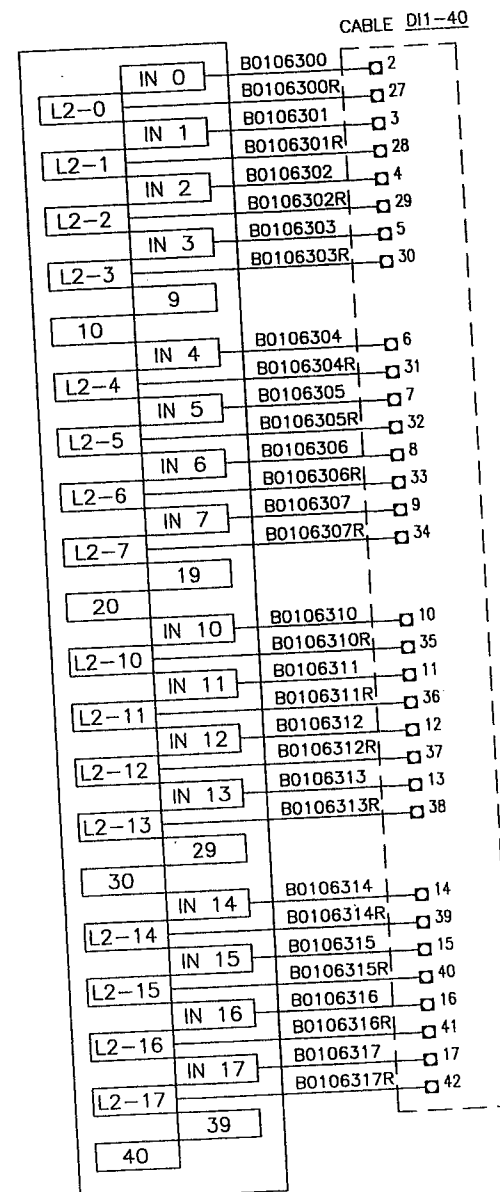 CABLE DI1-40
IN 0 B0106300 2
L2-0 B0106300R 27
IN 1 B0106301 3
L2-1 B0106301R 28
IN 2 B0106302 4
L2-2 B0106302R 29
IN 3 B0106303 5
L2-3 B0106303R 30
9
10
IN 4 B0106304 6
L2-4 B0106304R 31
IN 5 B0106305 7
L2-5 B0106305R 32
IN 6 B0106306 8
L2-6 B0106306R 33
IN 7 B0106307 9
L2-7 B0106307R 34
19
20
IN 10 B0106310 10
L2-10 B0106310R 35
IN 11 B0106311 11
L2-11 B0106311R 36
IN 12 B0106312 12
L2-12 B0106312R 37
IN 13 B0106313 13
L2-13 B0106313R 38
29
30
IN 14 B0106314 14
L2-14 B0106314R 39
IN 15 B0106315 15
L2-15 B0106315R 40
IN 16 B0106316 16
L2-16 B0106316R 41
IN 17 B0106317 17
L2-17 B0106317R 42
39
40